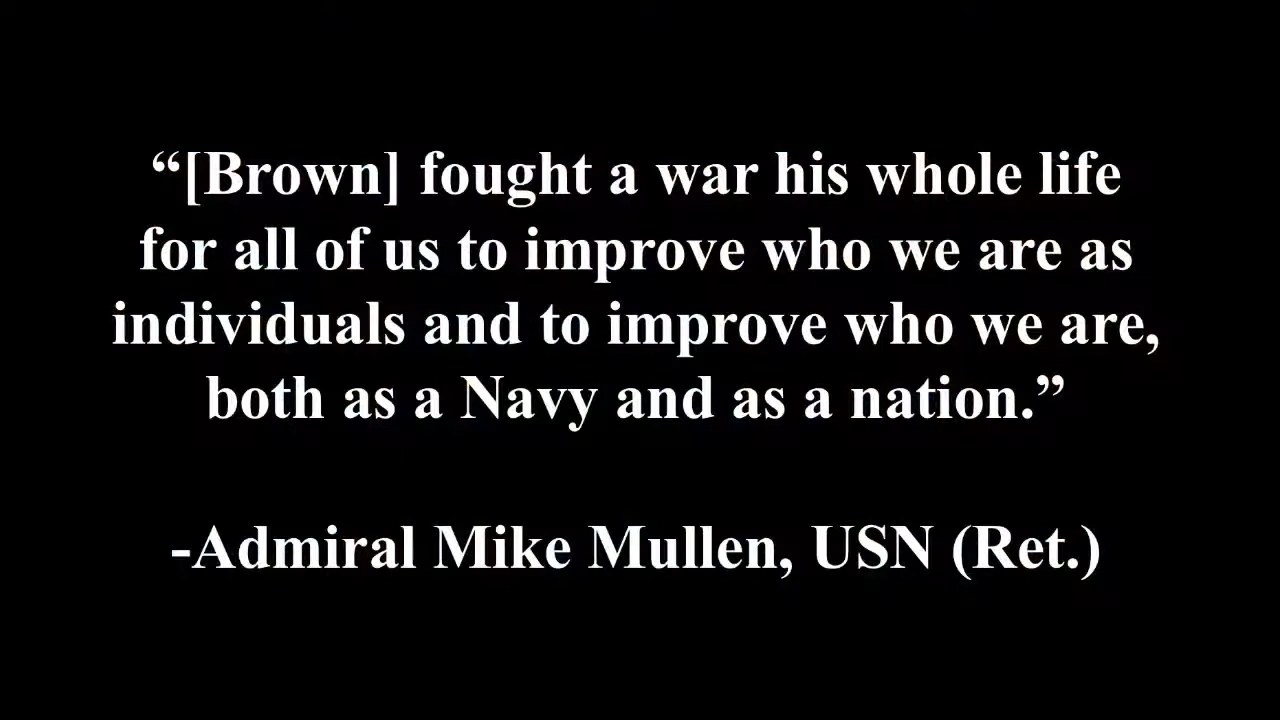 “[Brown] fought a war his whole life
for all of us to improve who we are as
individuals and to improve who we are,
both as a Navy and as a nation.”
-Admiral Mike Mullen, USN (Ret.)